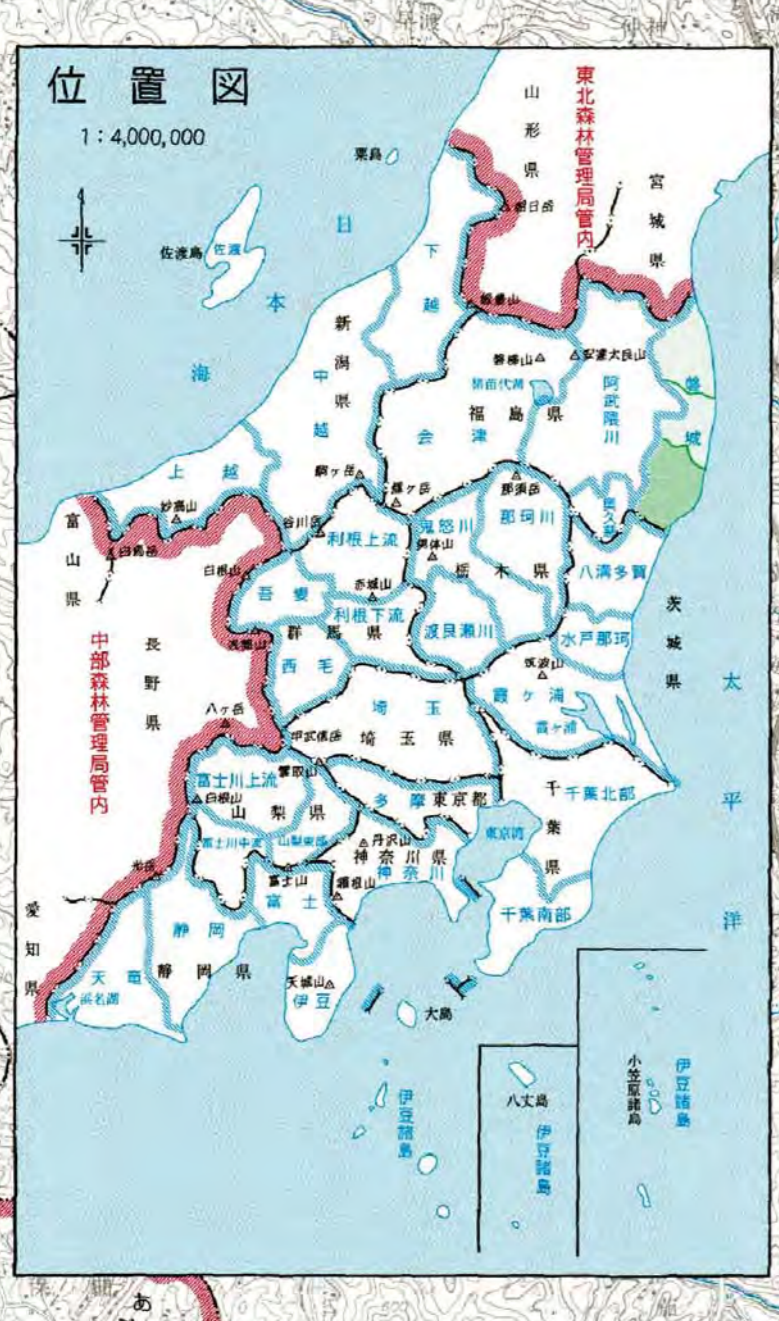 位置図
1:4,000,000
山形県
東北森林管理局管内
宮城県
粟島
朝日岳
佐渡島
佐渡
日本海
下越
飯豊山
新潟県
中越
磐梯山
安達太良山
猪苗代湖
福島県
会津
阿武隈川
磐城
上越
駒ヶ岳
燧ヶ岳
那須岳
奥久慈
妙高山
富山県
白馬岳
谷川岳
利根上流
鬼怒川
那珂川
男体山
栃木県
八溝多賀
白根山
吾妻
赤城山
利根下流
群馬県
渡良瀬川
水戸那珂
茨城県
中部森林管理局管内
長野県
浅間山
西毛
筑波山
霞ヶ浦
霞ヶ浦
太平洋
八ヶ岳
埼玉
埼玉県
甲武信岳
雲取山
富士川上流
白根山
山梨県
多摩
東京都
千葉県
千葉北部
東京湾
富士川中流
山梨東部
丹沢山
神奈川県
神奈川
光岳
富士山
箱根山
富士
千葉南部
愛知県
静岡
静岡県
天竜
浜名湖
天城山
伊豆
大島
伊豆諸島
八丈島
伊豆諸島
小笠原諸島
伊豆諸島
あ